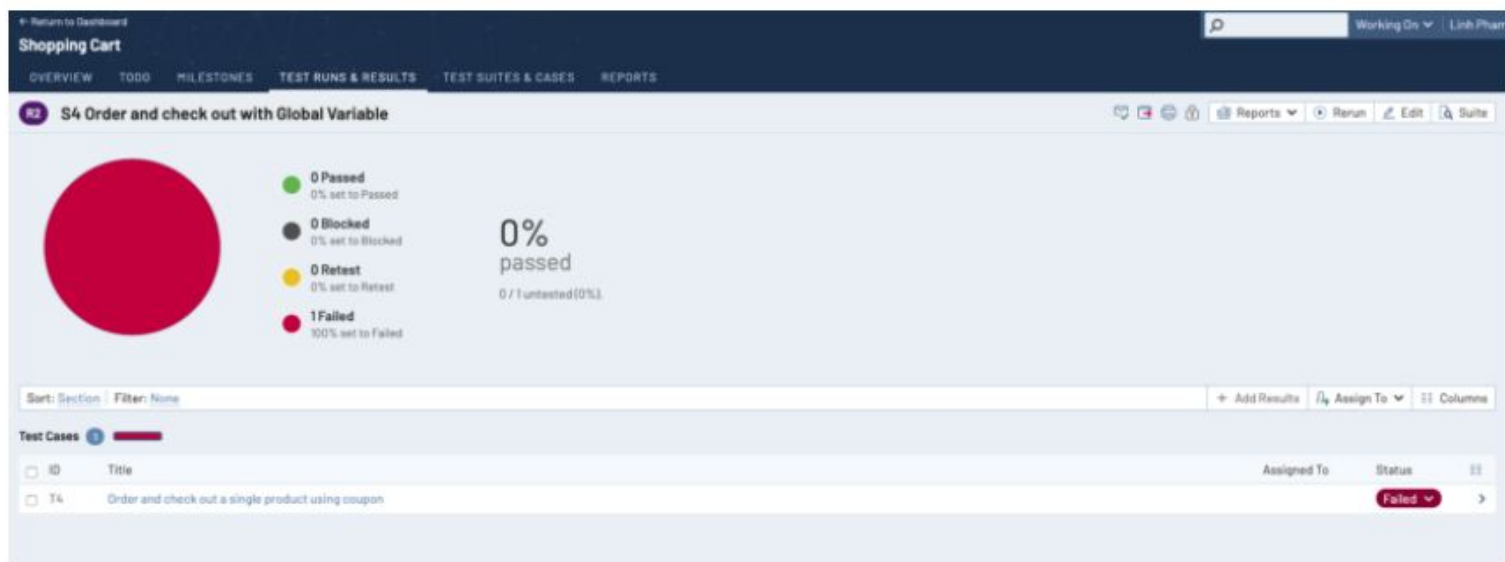 ← Return to Dashboard
Working On Linh Pham
Shopping Cart
OVERVIEW TODO MILESTONES TEST RUNS & RESULTS TEST SUITES & CASES REPORTS
R2 S4 Order and check out with Global Variable
Reports Rerun Edit Suite
0 Passed
0% set to Passed
0 Blocked
0% set to Blocked
0 Retest
0% set to Retest
1 Failed
100% set to Failed
0%
passed
0 / 1 untested (0%).
Sort: Section Filter: None + Add Results Assign To Columns
Test Cases 1
ID Title Assigned To Status
T4 Order and check out a single product using coupon Failed